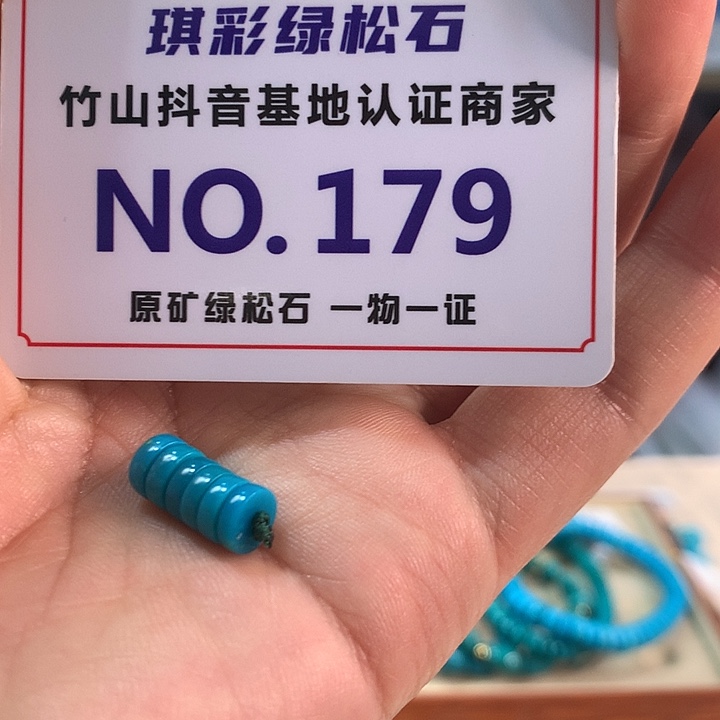 琪彩绿松石
竹山抖音基地认证商家
NO.179
原矿绿松石 一物一证